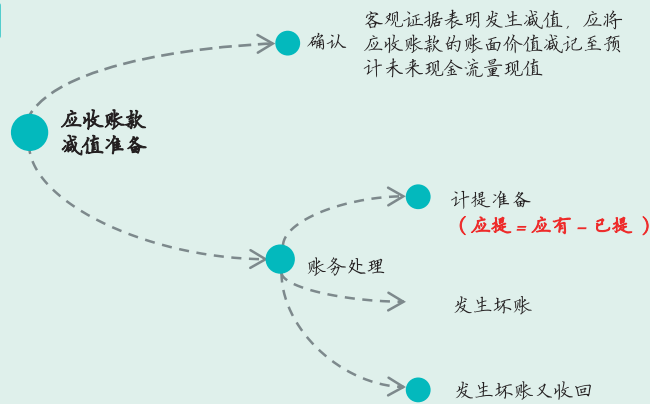 确认
客观证据表明发生减值，应将
应收账款的账面价值减记至预
计未来现金流量现值
应收账款
减值准备
计提准备
（应提=应有-已提）
账务处理
发生坏账
发生坏账又收回